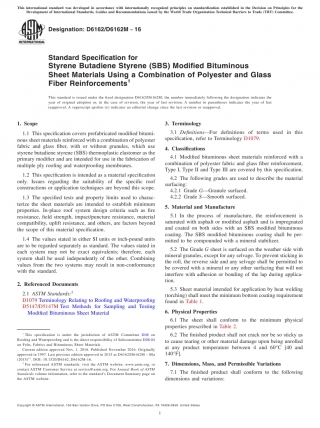 This international standard was developed in accordance with internationally recognized principles on standardization established in the Decision on Principles for the
Development of International Standards, Guides and Recommendations issued by the World Trade Organization Technical Barriers to Trade (TBT) Committee.
Designation: D6162/D6162M − 16
Standard Specification for
Styrene Butadiene Styrene (SBS) Modified Bituminous
Sheet Materials Using a Combination of Polyester and Glass
Fiber Reinforcements1
This standard is issued under the fixed designation D6162/D6162M; the number immediately following the designation indicates the
year of original adoption or, in the case of revision, the year of last revision. A number in parentheses indicates the year of last
reapproval. A superscript epsilon (ε) indicates an editorial change since the last revision or reapproval.
1. Scope
1.1 This specification covers prefabricated modified bitumi-
nous sheet materials reinforced with a combination of polyester
fabric and glass fiber, with or without granules, which use
styrene butadiene styrene (SBS) thermoplastic elastomer as the
primary modifier and are intended for use in the fabrication of
multiple ply roofing and waterproofing membranes.
1.2 This specification is intended as a material specification
only. Issues regarding the suitability of the specific roof
constructions or application techniques are beyond this scope.
1.3 The specified tests and property limits used to charac-
terize the sheet materials are intended to establish minimum
properties. In-place roof system design criteria such as fire
resistance, field strength, impact/puncture resistance, material
compatibility, uplift resistance, and others, are factors beyond
the scope of this material specification.
1.4 The values stated in either SI units or inch-pound units
are to be regarded separately as standard. The values stated in
each system may not be exact equivalents; therefore, each
system shall be used independently of the other. Combining
values from the two systems may result in non-conformance
with the standard.
2. Referenced Documents
2.1 ASTM Standards:2
D1079 Terminology Relating to Roofing and Waterproofing
D5147/D5147M Test Methods for Sampling and Testing
Modified Bituminous Sheet Material
1 This specification is under the jurisdiction of ASTM Committee D08 on
Roofing and Waterproofing and is the direct responsibility of Subcommittee D08.04
on Felts, Fabrics and Bituminous Sheet Materials.
Current edition approved Nov. 1, 2016. Published November 2016. Originally
approved in 1997. Last previous edition approved in 2015 as D6162/D6162M – 00a
(2015)ε1. DOI: 10.1520/D6162_D6162M-16.
2 For referenced ASTM standards, visit the ASTM website, www.astm.org, or
contact ASTM Customer Service at service@astm.org. For Annual Book of ASTM
Standards volume information, refer to the standard's Document Summary page on
the ASTM website.
3. Terminology
3.1 Definitions—For definitions of terms used in this
specification, refer to Terminology D1079.
4. Classifications
4.1 Modified bituminous sheet materials reinforced with a
combination of polyester fabric and glass fiber reinforcement,
Type I, Type II and Type III are covered by this specification.
4.2 The following grades are used to describe the material
surfacing:
4.2.1 Grade G—Granule surfaced.
4.2.2 Grade S—Smooth surfaced.
5. Material and Manufacture
5.1 In the process of manufacture, the reinforcement is
saturated with asphalt or modified asphalt and is impregnated
and coated on both sides with an SBS modified bituminous
coating. The SBS modified bituminous coating shall be per-
mitted to be compounded with a mineral stabilizer.
5.2. The Grade G sheet is surfaced on the weather side with
mineral granules, except for any selvage. To prevent sticking in
the roll, the reverse side and any selvage shall be permitted to
be covered with a mineral or any other surfacing that will not
interfere with adhesion or bonding of the lap during applica-
tion.
5.3 Sheet material intended for application by heat welding
(torching) shall meet the minimum bottom coating requirement
found in Table 1.
6. Physical Properties
6.1 The sheet shall conform to the minimum physical
properties prescribed in Table 2.
6.2 The finished product shall not crack nor be so sticky as
to cause tearing or other material damage upon being unrolled
at any product temperature between 4 and 60°C [40 and
140°F].
7. Dimensions, Mass, and Permissible Variations
7.1 The finished product shall conform to the following
dimensions and variations:
Copyright © ASTM International, 100 Barr Harbor Drive, PO Box C700, West Conshohocken, PA 19428-2959. United States
1